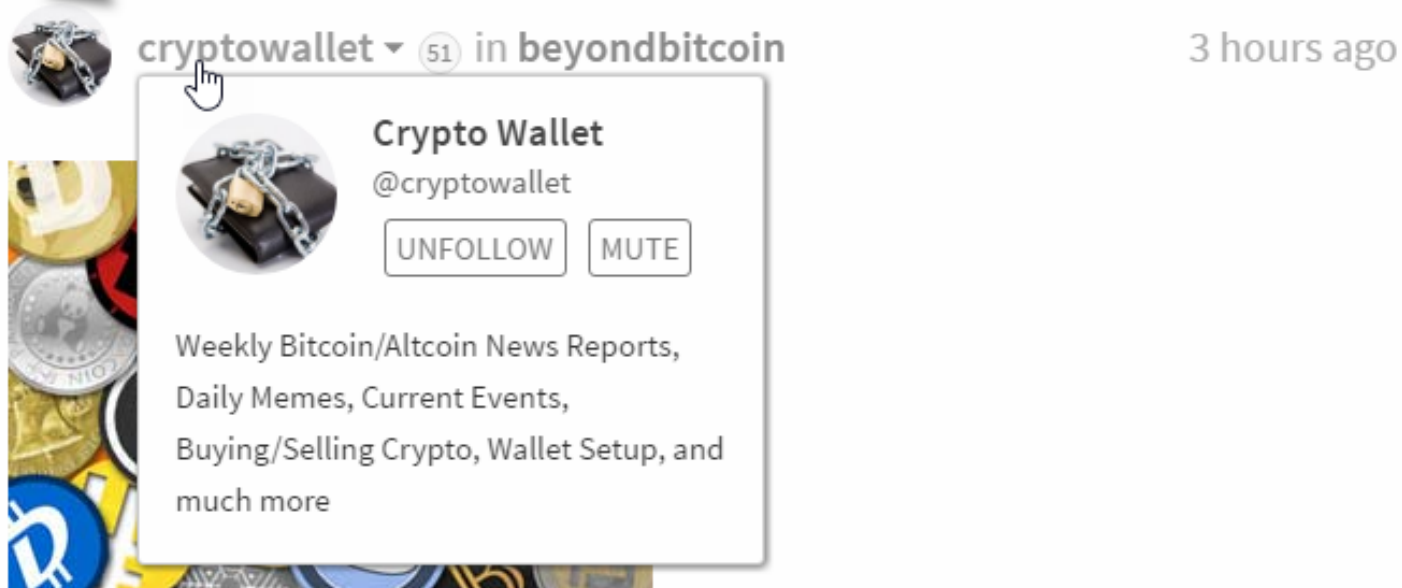 cryptowallet 51 in beyondbitcoin 3 hours ago
Crypto Wallet
@cryptowallet
UNFOLLOW MUTE
Weekly Bitcoin/Altcoin News Reports,
Daily Memes, Current Events,
Buying/Selling Crypto, Wallet Setup, and
much more